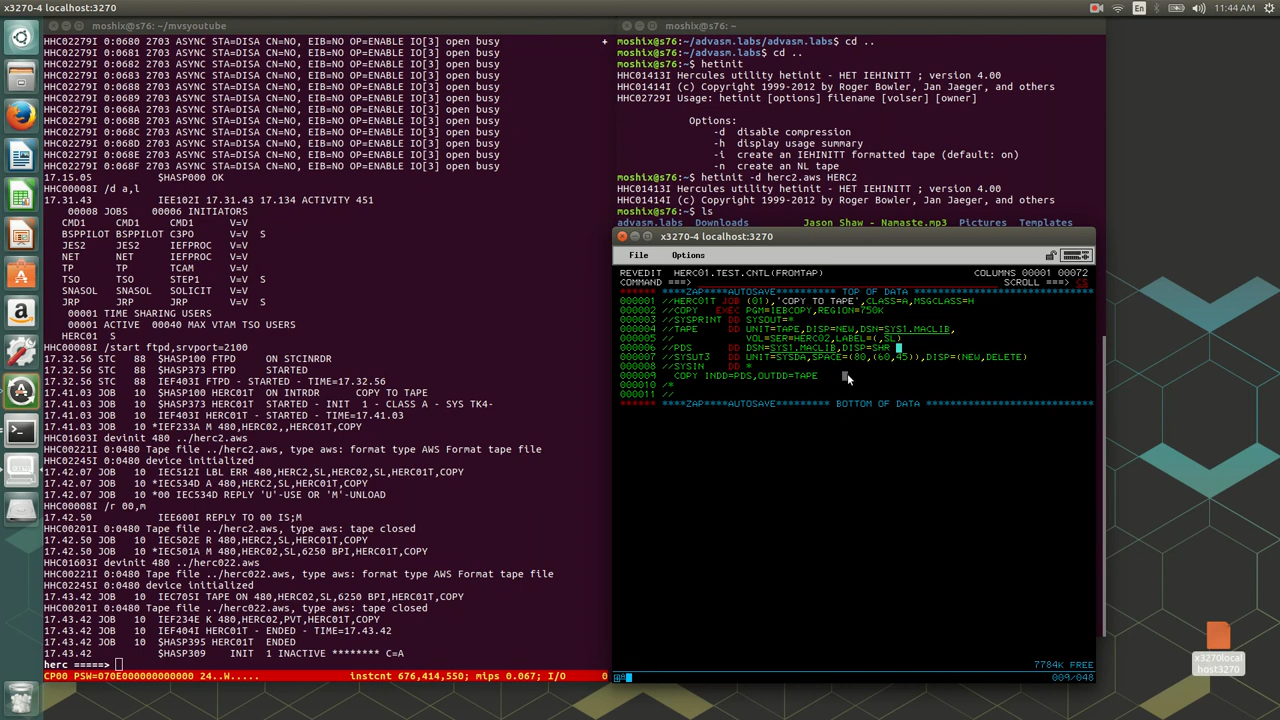 x3270-4 localhost:3270
En
11:44 AM
moshix@s76: ~/mvsyoutube
HHC02279I 0:0680 2703 ASYNC STA=DISA CN=NO, EIB=NO OP=ENABLE IO[3] open busy +
HHC02279I 0:0681 2703 ASYNC STA=DISA CN=NO, EIB=NO OP=ENABLE IO[3] open busy
HHC02279I 0:0682 2703 ASYNC STA=DISA CN=NO, EIB=NO OP=ENABLE IO[3] open busy
HHC02279I 0:0683 2703 ASYNC STA=DISA CN=NO, EIB=NO OP=ENABLE IO[3] open busy
HHC02279I 0:0688 2703 ASYNC STA=DISA CN=NO, EIB=NO OP=ENABLE IO[3] open busy
HHC02279I 0:0689 2703 ASYNC STA=DISA CN=NO, EIB=NO OP=ENABLE IO[3] open busy
HHC02279I 0:068A 2703 ASYNC STA=DISA CN=NO, EIB=NO OP=ENABLE IO[3] open busy
HHC02279I 0:068B 2703 ASYNC STA=DISA CN=NO, EIB=NO OP=ENABLE IO[3] open busy
HHC02279I 0:068C 2703 ASYNC STA=DISA CN=NO, EIB=NO OP=ENABLE IO[3] open busy
HHC02279I 0:068D 2703 ASYNC STA=DISA CN=NO, EIB=NO OP=ENABLE IO[3] open busy
HHC02279I 0:068E 2703 ASYNC STA=DISA CN=NO, EIB=NO OP=ENABLE IO[3] open busy
HHC02279I 0:068F 2703 ASYNC STA=DISA CN=NO, EIB=NO OP=ENABLE IO[3] open busy
17.15.05 $HASP000 OK
HHC00008I /d a,l
17.31.43 IEE102I 17.31.43 17.134 ACTIVITY 451
00008 JOBS 00006 INITIATORS
CMD1 CMD1 CMD1 V=V
BSPPILOT BSPPILOT C3PO V=V S
JES2 JES2 IEFPROC V=V
NET NET IEFPROC V=V
TP TP TCAM V=V
TSO TSO STEP1 V=V S
SNASOL SNASOL SOLICIT V=V
JRP JRP IEFPROC V=V S
00001 TIME SHARING USERS
00001 ACTIVE 00040 MAX VTAM TSO USERS
HERC01 S
HHC00008I /start ftpd,srvport=2100
17.32.56 STC 88 $HASP100 FTPD ON STCINRDR
17.32.56 STC 88 $HASP373 FTPD STARTED
17.32.56 STC 88 IEF403I FTPD - STARTED - TIME=17.32.56
17.41.03 JOB 10 $HASP100 HERC01T ON INTRDR COPY TO TAPE
17.41.03 JOB 10 $HASP373 HERC01T STARTED - INIT 1 - CLASS A - SYS TK4-
17.41.03 JOB 10 IEF403I HERC01T - STARTED - TIME=17.41.03
17.41.03 JOB 10 *IEF233A M 480,HERC02,,HERC01T,COPY
HHC01603I devinit 480 ../herc2.aws
HHC00221I 0:0480 Tape file ../herc2.aws, type aws: format type AWS Format tape file
HHC02245I 0:0480 device initialized
17.42.07 JOB 10 IEC512I LBL ERR 480,HERC2,SL,HERC02,SL,HERC01T,COPY
17.42.07 JOB 10 *IEC534D A 480,HERC2,SL,HERC01T,COPY
17.42.07 JOB 10 *00 IEC534D REPLY 'U'-USE OR 'M'-UNLOAD
HHC00008I /r 00,m
17.42.50 IEE600I REPLY TO 00 IS;M
HHC00201I 0:0480 Tape file ../herc2.aws, type aws: tape closed
17.42.50 JOB 10 IEC502E R 480,HERC2,SL,HERC01T,COPY
17.42.50 JOB 10 *IEC501A M 480,HERC02,SL,6250 BPI,HERC01T,COPY
HHC01603I devinit 480 ../herc022.aws
HHC00221I 0:0480 Tape file ../herc022.aws, type aws: format type AWS Format tape file
HHC02245I 0:0480 device initialized
17.43.42 JOB 10 IEC705I TAPE ON 480,HERC02,SL,6250 BPI,HERC01T,COPY
HHC00201I 0:0480 Tape file ../herc022.aws, type aws: tape closed
17.43.42 JOB 10 IEF234E K 480,HERC02,PVT,HERC01T,COPY
17.43.42 JOB 10 IEF404I HERC01T - ENDED - TIME=17.43.42
17.43.42 JOB 10 $HASP395 HERC01T ENDED
17.43.42 $HASP309 INIT 1 INACTIVE ******** C=A
herc =====>
CP00 PSW=070E000000000000 24..W..... instcnt 676,414,550; mips 0.067; I/O 0
moshix@s76: ~
moshix@s76:~/advasm.labs/advasm.labs$ cd ..
moshix@s76:~/advasm.labs$ cd ..
moshix@s76:~$ hetinit
HHC01413I Hercules utility hetinit - HET IEHINITT ; version 4.00
HHC01414I (c) Copyright 1999-2012 by Roger Bowler, Jan Jaeger, and others
HHC02729I Usage: hetinit [options] filename [volser] [owner]
Options:
-d disable compression
-h display usage summary
-i create an IEHINITT formatted tape (default: on)
-n create an NL tape
moshix@s76:~$ hetinit -d herc2.aws HERC2
HHC01413I Hercules utility hetinit - HET IEHINITT ; version 4.00
HHC01414I (c) Copyright 1999-2012 by Roger Bowler, Jan Jaeger, and others
moshix@s76:~$ ls
advasm.labs Downloads Jason Shaw - Namaste.mp3 Pictures Templates
x3270-4 localhost:3270
File Options
REVEDIT HERC01.TEST.CNTL(FROMTAP) COLUMNS 00001 00072
COMMAND ===> SCROLL ===> CS
****** ****ZAP****AUTOSAVE********* TOP OF DATA ******************************
000001 //HERC01T JOB (01),'COPY TO TAPE',CLASS=A,MSGCLASS=H
000002 //COPY EXEC PGM=IEBCOPY,REGION=750K
000003 //SYSPRINT DD SYSOUT=*
000004 //TAPE DD UNIT=TAPE,DISP=NEW,DSN=SYS1.MACLIB,
000005 // VOL=SER=HERC02,LABEL=(,SL)
000006 //PDS DD DSN=SYS1.MACLIB,DISP=SHR
000007 //SYSUT3 DD UNIT=SYSDA,SPACE=(80,(60,45)),DISP=(NEW,DELETE)
000008 //SYSIN DD *
000009 COPY INDD=PDS,OUTDD=TAPE
000010 /*
000011 //
****** ****ZAP****AUTOSAVE********* BOTTOM OF DATA ***************************
7784K FREE
A
009/048
x3270local
host3270